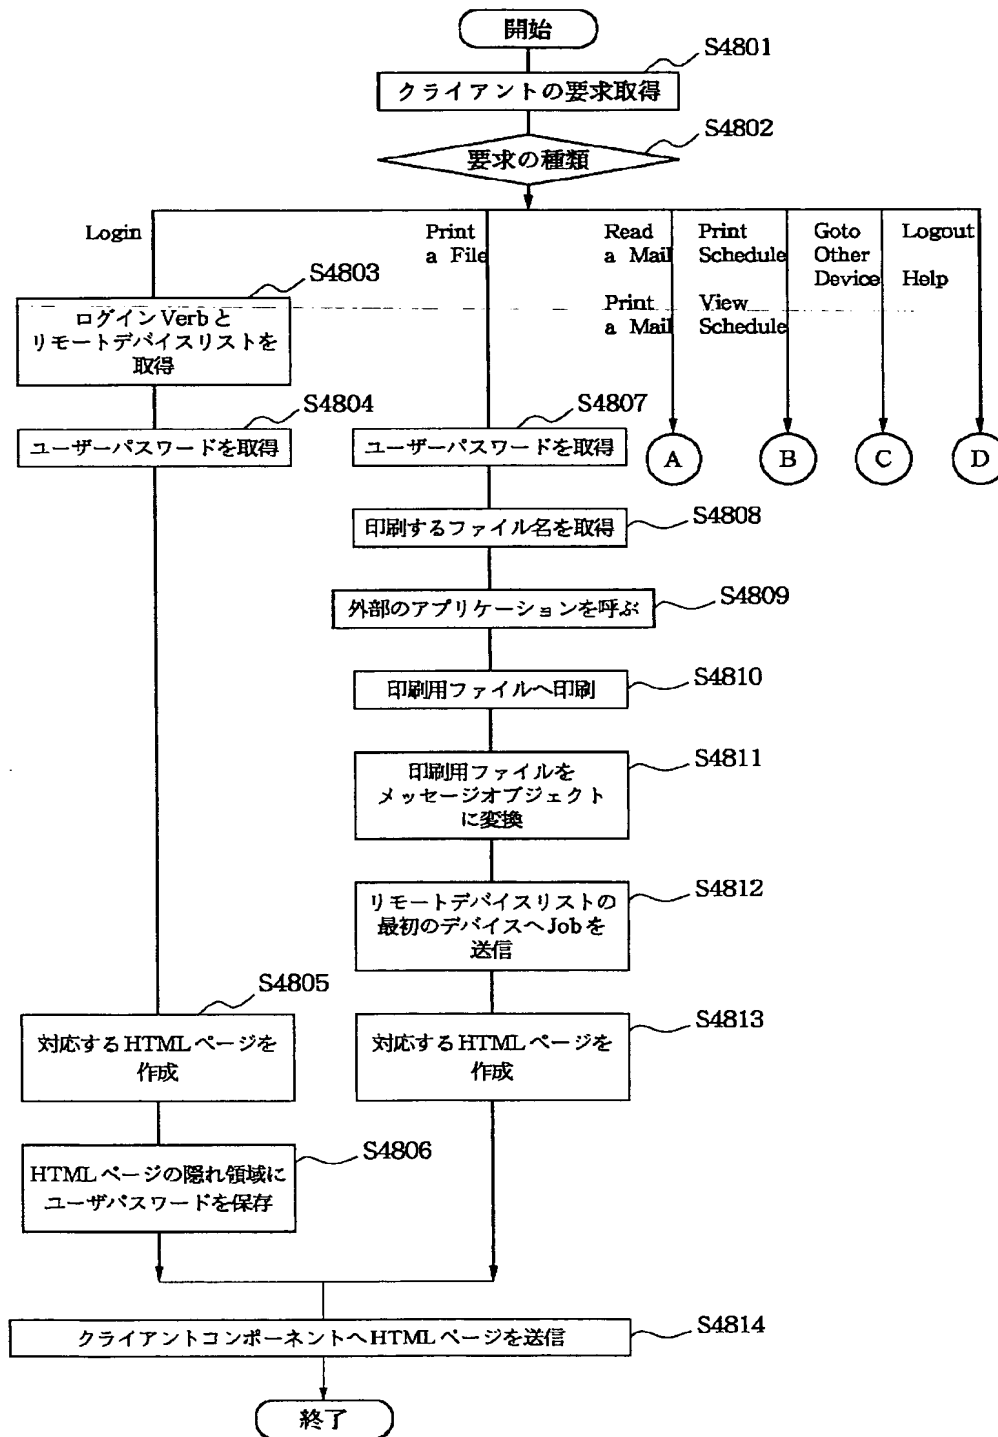 開始
S4801
クライアントの要求取得
S4802
要求の種類
Login
Print
a File
Read
a Mail
Print
a Mail
Print
Schedule
View
Schedule
Goto
Other
Device
Logout
Help
S4803
ログインVerbと
リモートデバイスリストを
取得
S4804
ユーザーパスワードを取得
S4807
ユーザーパスワードを取得
A
B
C
D
印刷するファイル名を取得
S4808
外部のアプリケーションを呼ぶ
S4809
印刷用ファイルへ印刷
S4810
印刷用ファイルを
メッセージオブジェクト
に変換
S4811
リモートデバイスリストの
最初のデバイスへJobを
送信
S4812
S4805
対応するHTMLページを
作成
対応するHTMLページを
作成
S4813
HTMLページの隠れ領域に
ユーザパスワードを保存
S4806
クライアントコンポーネントへHTMLページを送信
S4814
終了